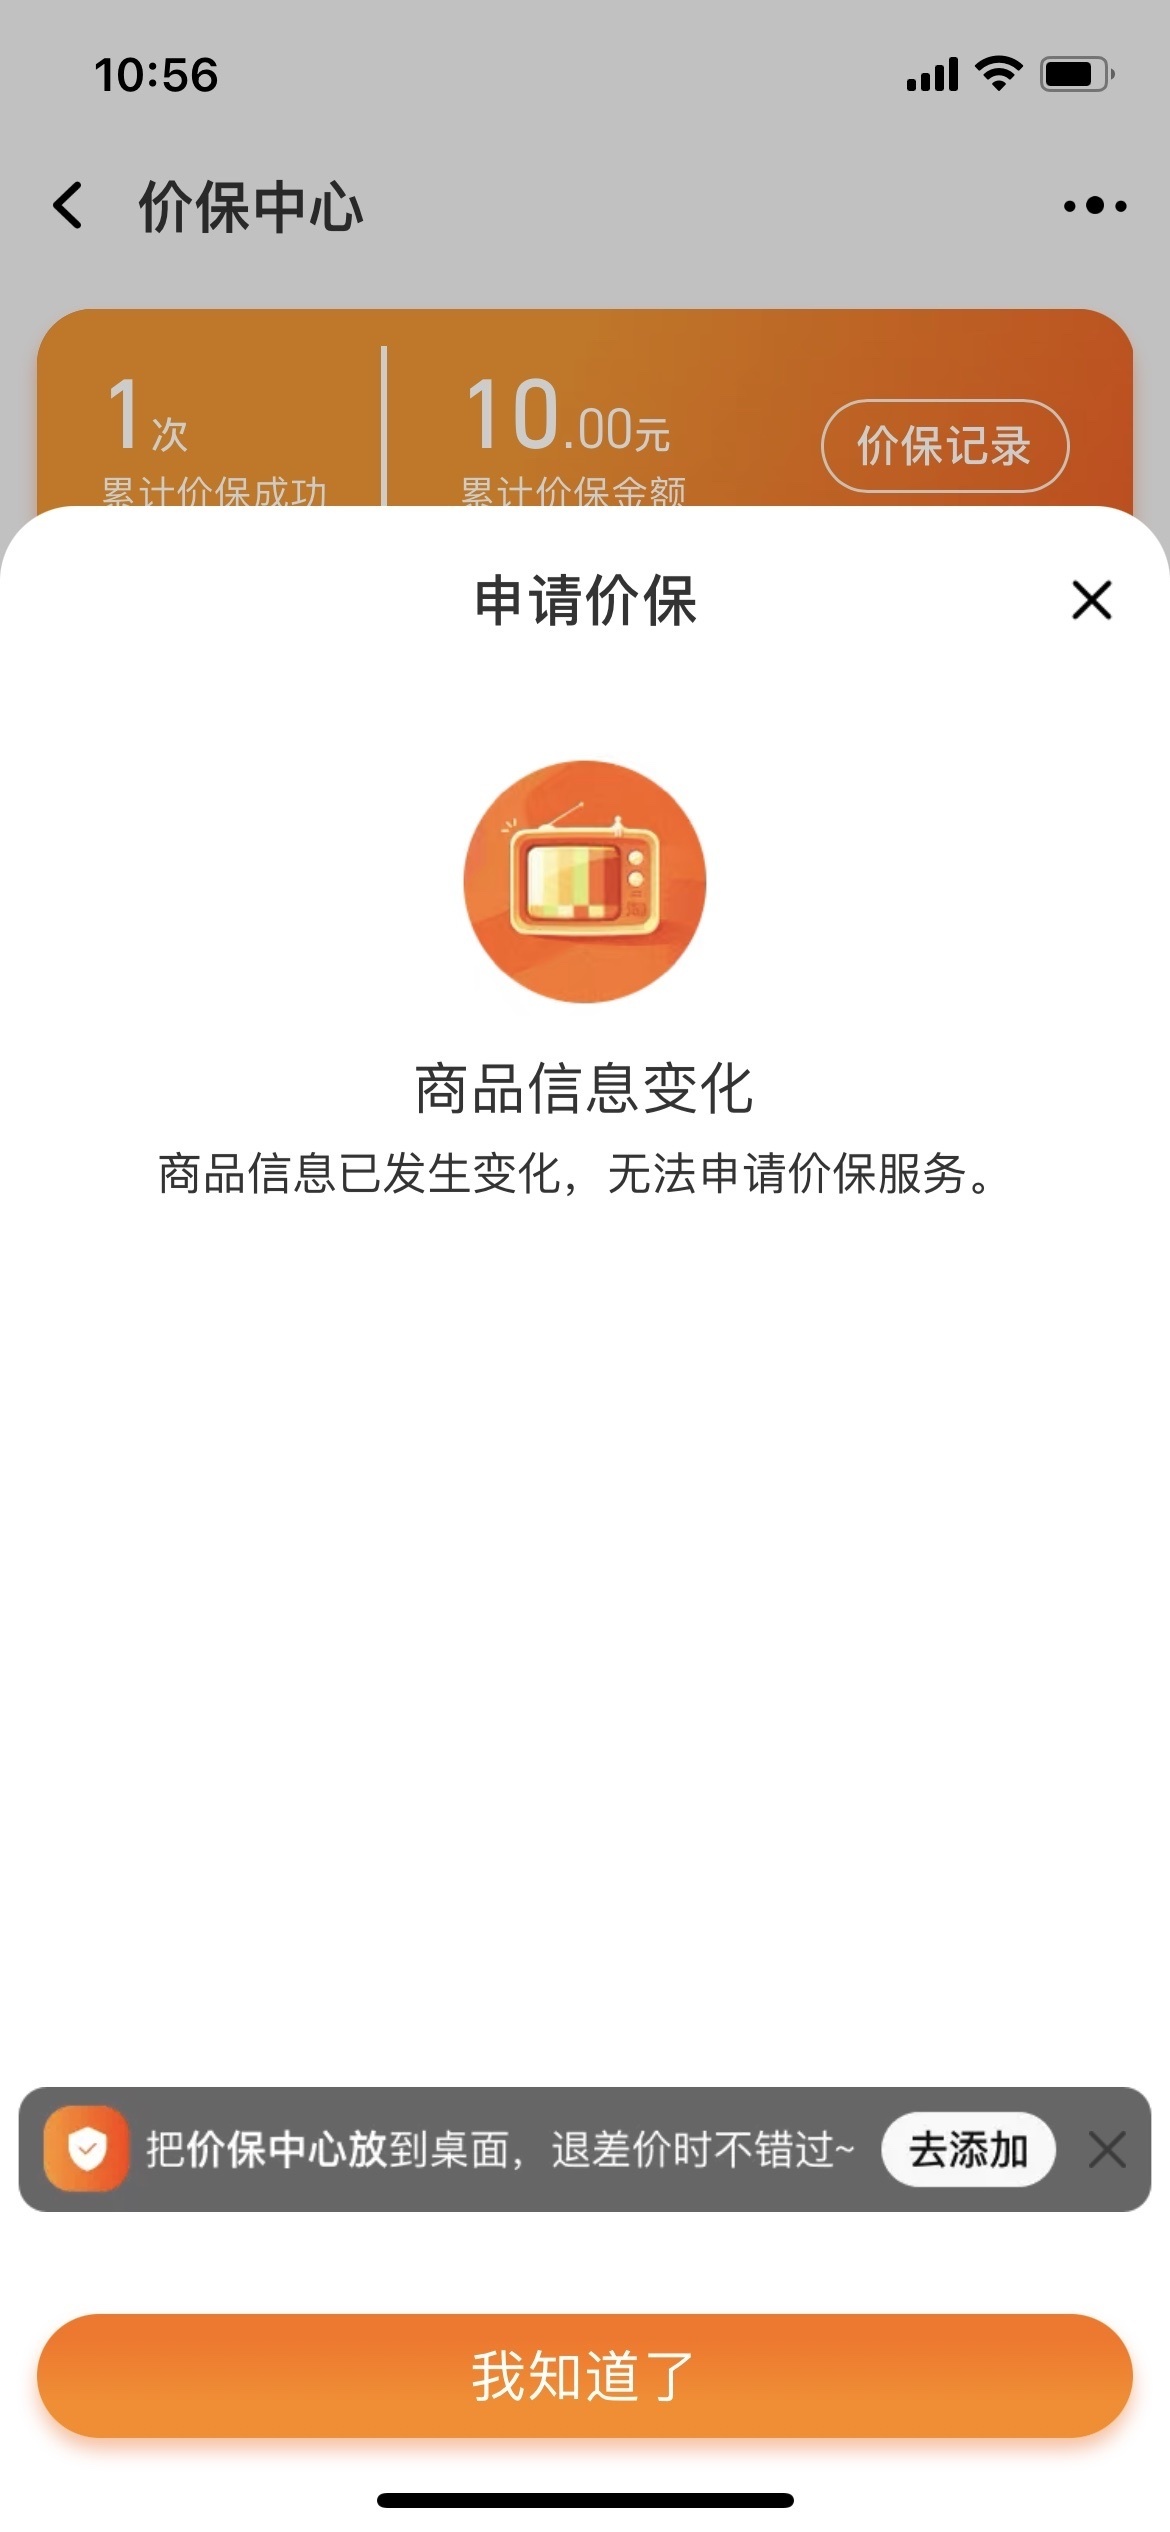 10:56
价保中心
1次
10.00元
价保记录
累计价保成功
累计价保金额
申请价保
商品信息变化
商品信息已发生变化，无法申请价保服务。
把价保中心放到桌面，退差价时不错过~
去添加
我知道了